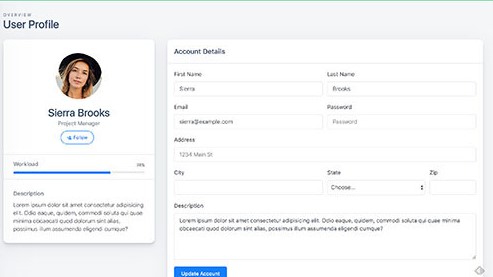 OVERVIEW
User Profile
Sierra Brooks
Project Manager
Follow
Workload
Description
Lorem ipsum dolor sit amet consectetur adipisicing elit. Odio eaque, quidem, commodi soluta qui quae minima obcaecati quod dolorum sint alias, possimus illum assumenda eligendi cumque?
Account Details
First Name
Last Name
Sierra
Brooks
Email
Password
sierra@example.com
Password
Address
1234 Main St
City
State
Zip
Choose...
Description
Lorem ipsum dolor sit amet consectetur adipisicing elit. Odio eaque, quidem, commodi soluta qui quae minima
obcaecati quod dolorum sint alias, possimus illum assumenda eligendi cumque?
Update Account